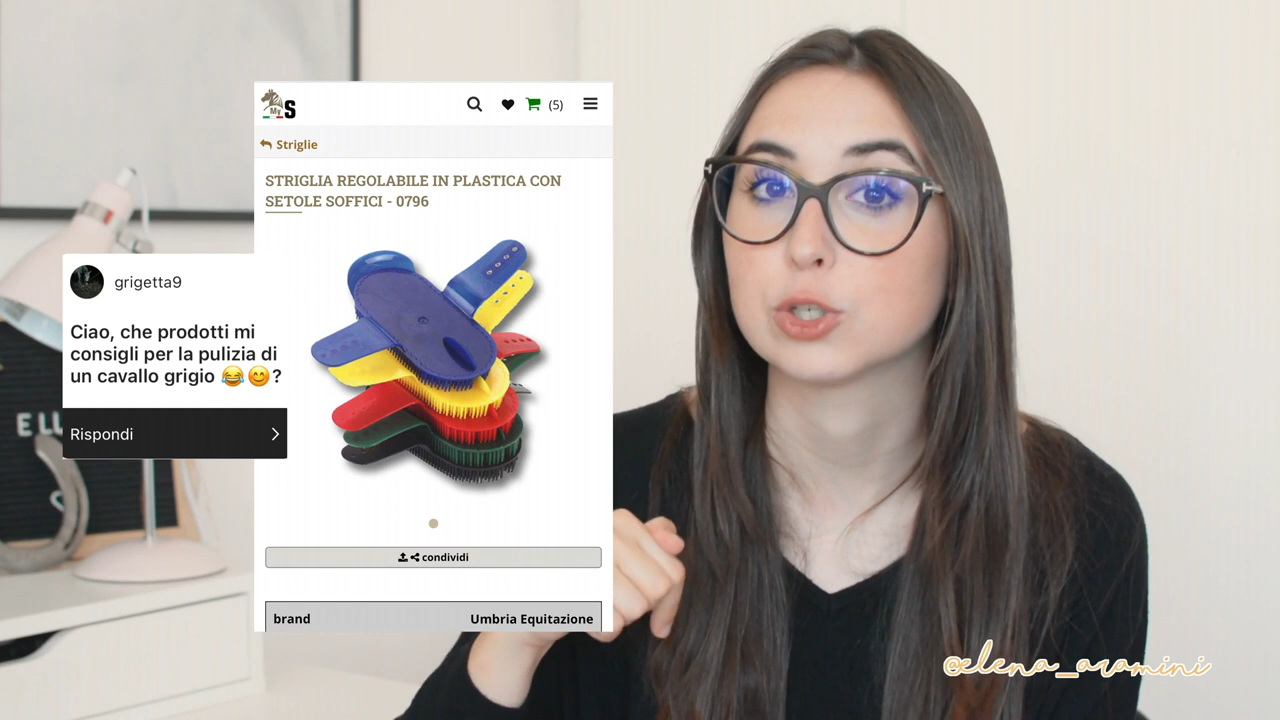 My S
(5)
Striglie
STRIGLIA REGOLABILE IN PLASTICA CON
SETOLE SOFFICI - 0796
grigetta9
Ciao, che prodotti mi
consigli per la pulizia di
un cavallo grigio 😂😊?
Rispondi
condividi
brand Umbria Equitazione
@elena_aramini